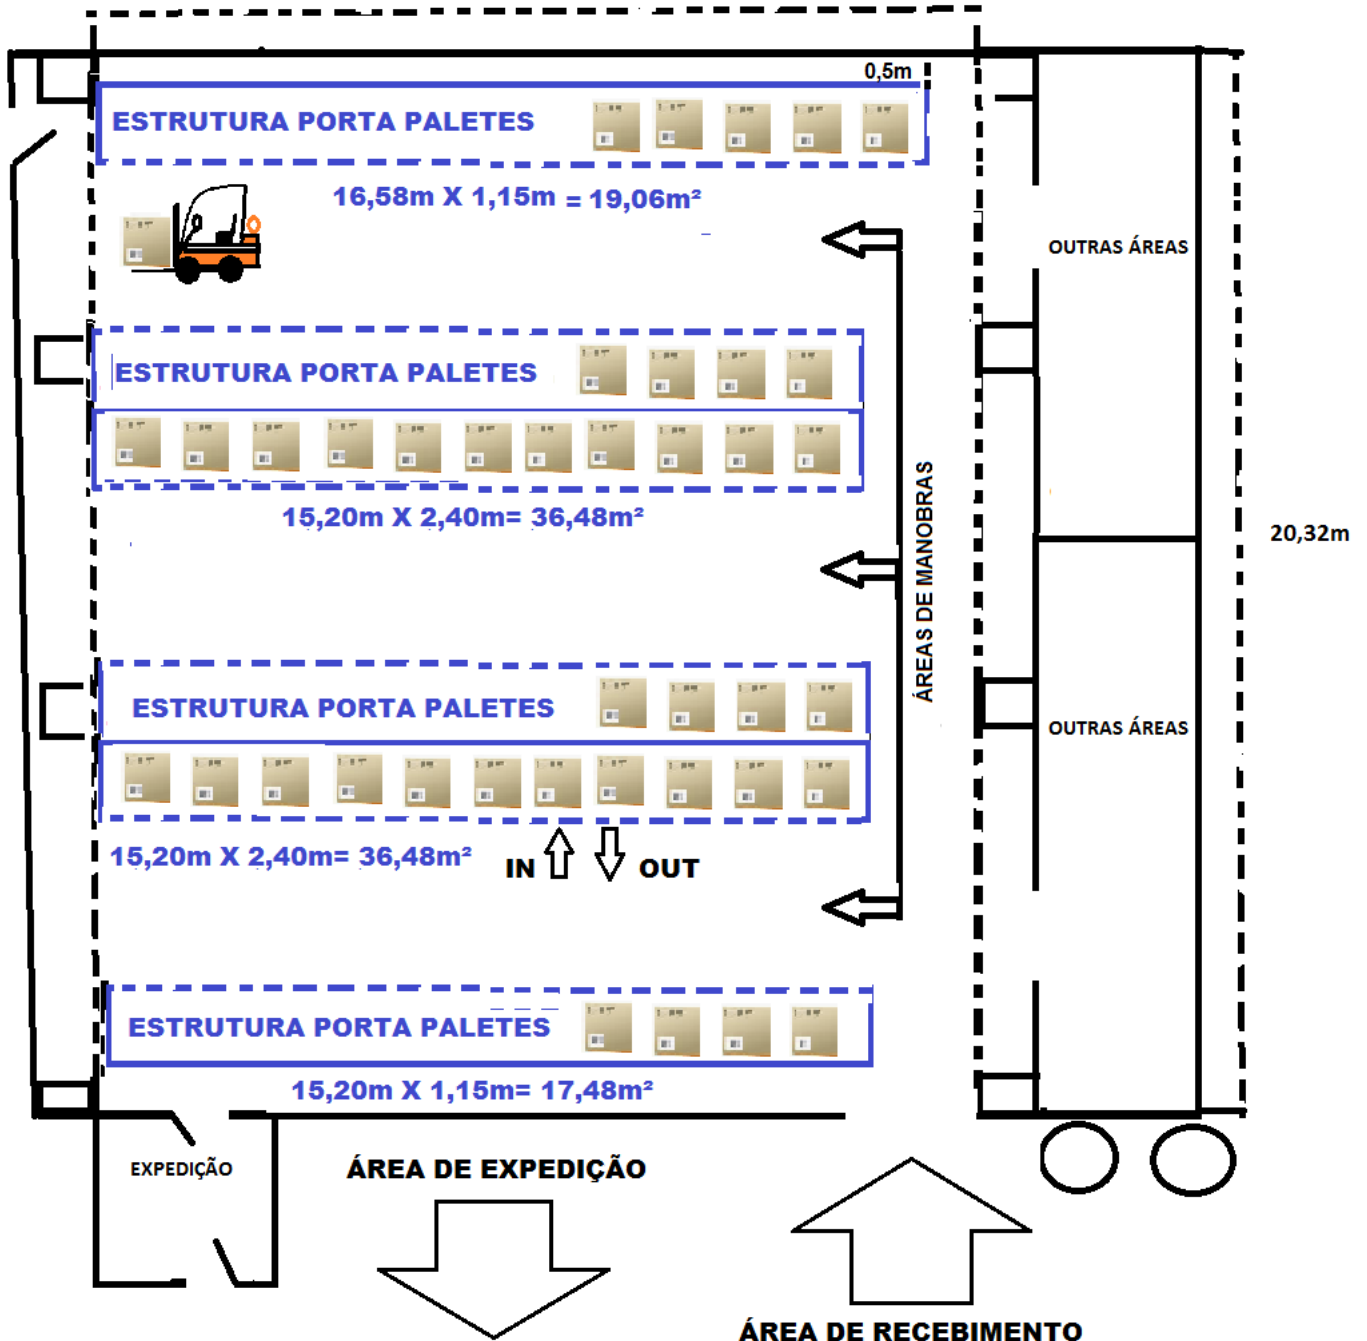 0,5m
ESTRUTURA PORTA PALETES
16,58m X 1,15m = 19,06m²
OUTRAS ÁREAS
ESTRUTURA PORTA PALETES
15,20m X 2,40m= 36,48m²
20,32m
ÁREAS DE MANOBRAS
ESTRUTURA PORTA PALETES
OUTRAS ÁREAS
15,20m X 2,40m= 36,48m²
IN OUT
ESTRUTURA PORTA PALETES
15,20m X 1,15m= 17,48m²
EXPEDIÇÃO
ÁREA DE EXPEDIÇÃO
ÁREA DE RECEBIMENTO